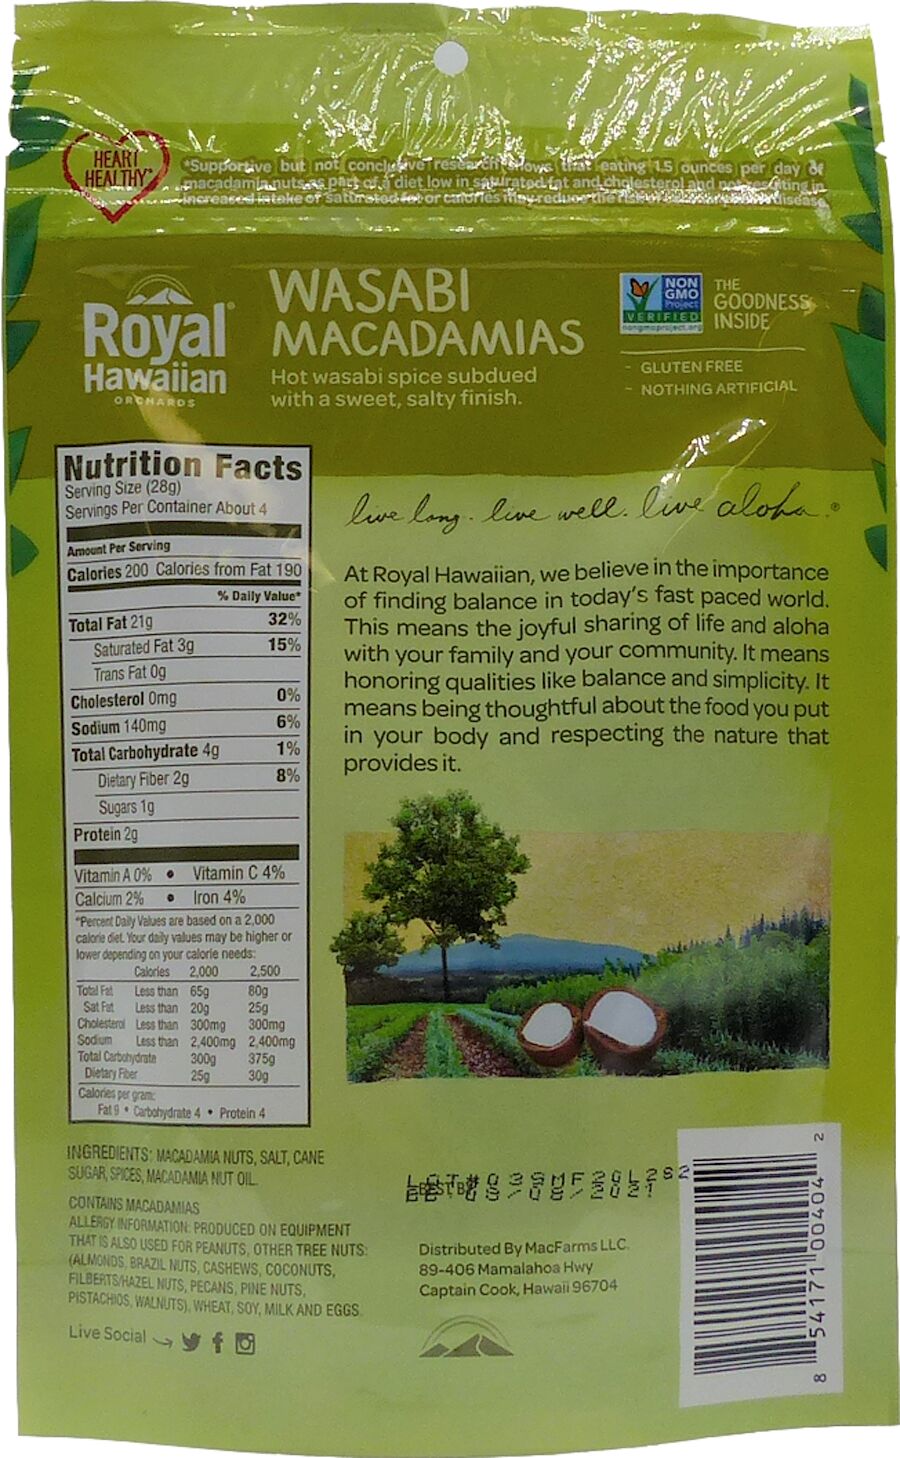 HEART
HEALTHY*
*Supportive but not conclusive research shows that eating 1.5 ounces per day of
macadamia nuts as part of a diet low in saturated fat and cholesterol and not resulting in
increased intake of saturated fat or calories may reduce the risk of disease.
Royal®
Hawaiian
ORCHARDS
WASABI
MACADAMIAS
Hot wasabi spice subdued
with a sweet, salty finish.
NON
GMO
Project
VERIFIED
nongmoproject.org
THE
GOODNESS
INSIDE
- GLUTEN FREE
- NOTHING ARTIFICIAL
Nutrition Facts
Serving Size (28g)
Servings Per Container About 4
Amount Per Serving
Calories 200 Calories from Fat 190
% Daily Value*
Total Fat 21g 32%
Saturated Fat 3g 15%
Trans Fat 0g
Cholesterol 0mg 0%
Sodium 140mg 6%
Total Carbohydrate 4g 1%
Dietary Fiber 2g 8%
Sugars 1g
Protein 2g
Vitamin A 0% • Vitamin C 4%
Calcium 2% • Iron 4%
*Percent Daily Values are based on a 2,000
calorie diet. Your daily values may be higher or
lower depending on your calorie needs:
Calories 2,000 2,500
Total Fat Less than 65g 80g
Sat Fat Less than 20g 25g
Cholesterol Less than 300mg 300mg
Sodium Less than 2,400mg 2,400mg
Total Carbohydrate 300g 375g
Dietary Fiber 25g 30g
Calories per gram:
Fat 9 • Carbohydrate 4 • Protein 4
live long. live well. live aloha.®
At Royal Hawaiian, we believe in the importance
of finding balance in today's fast paced world.
This means the joyful sharing of life and aloha
with your family and your community. It means
honoring qualities like balance and simplicity. It
means being thoughtful about the food you put
in your body and respecting the nature that
provides it.
INGREDIENTS: MACADAMIA NUTS, SALT, CANE
SUGAR, SPICES, MACADAMIA NUT OIL.
CONTAINS MACADAMIAS
ALLERGY INFORMATION: PRODUCED ON EQUIPMENT
THAT IS ALSO USED FOR PEANUTS, OTHER TREE NUTS:
(ALMONDS, BRAZIL NUTS, CASHEWS, COCONUTS,
FILBERTS/HAZEL NUTS, PECANS, PINE NUTS,
PISTACHIOS, WALNUTS), WHEAT, SOY, MILK AND EGGS.
Live Social
LOT#
BEST BY
Distributed By MacFarms LLC.
89-406 Mamalahoa Hwy
Captain Cook, Hawaii 96704
8 54171 00404 2